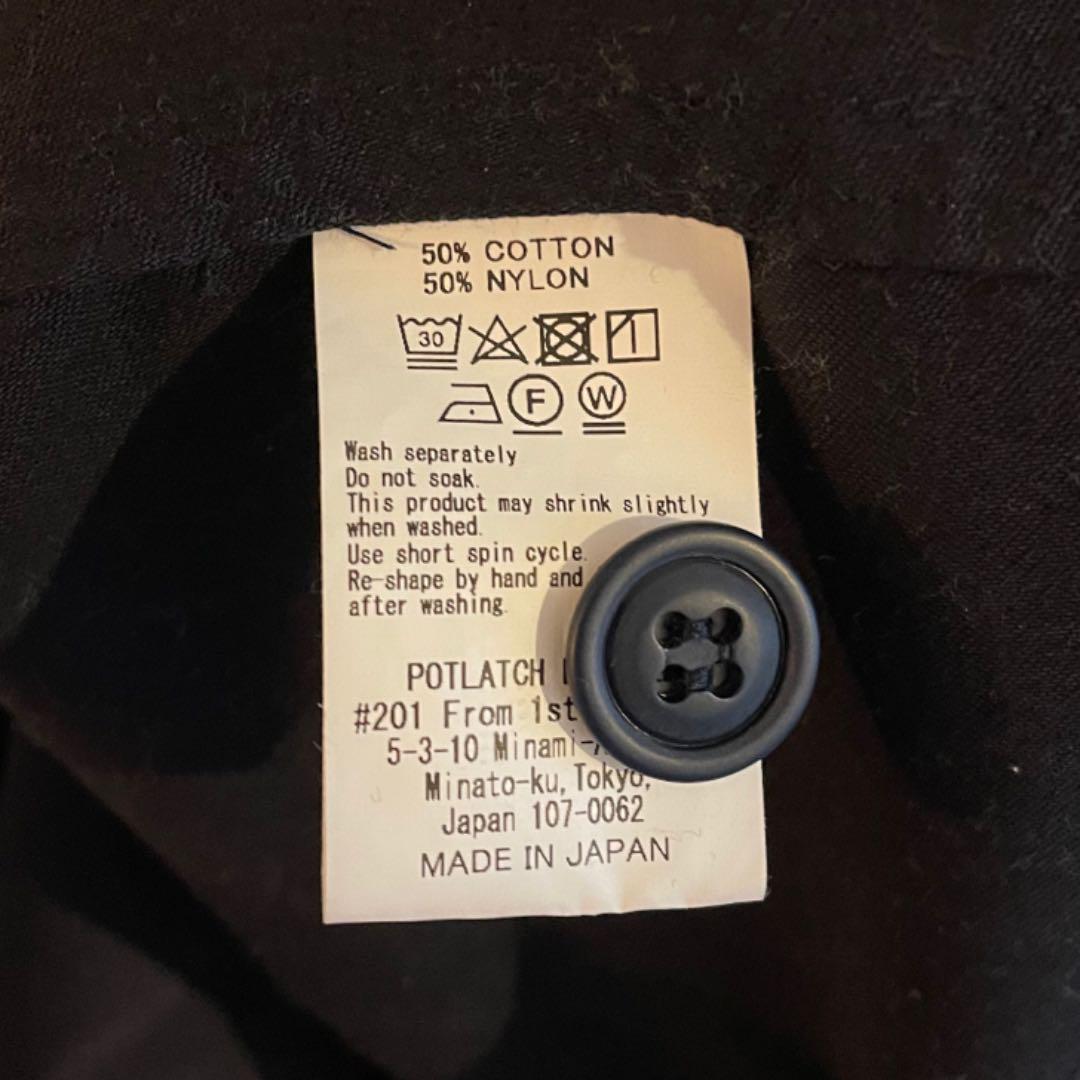 50% COTTON
50% NYLON
30
F W
Wash separately
Do not soak.
This product may shrink slightly
when washed.
Use short spin cycle.
Re-shape by hand and
after washing.
POTLATCH
#201 From 1st
5-3-10 Minami-
Minato-ku, Tokyo,
Japan 107-0062
MADE IN JAPAN